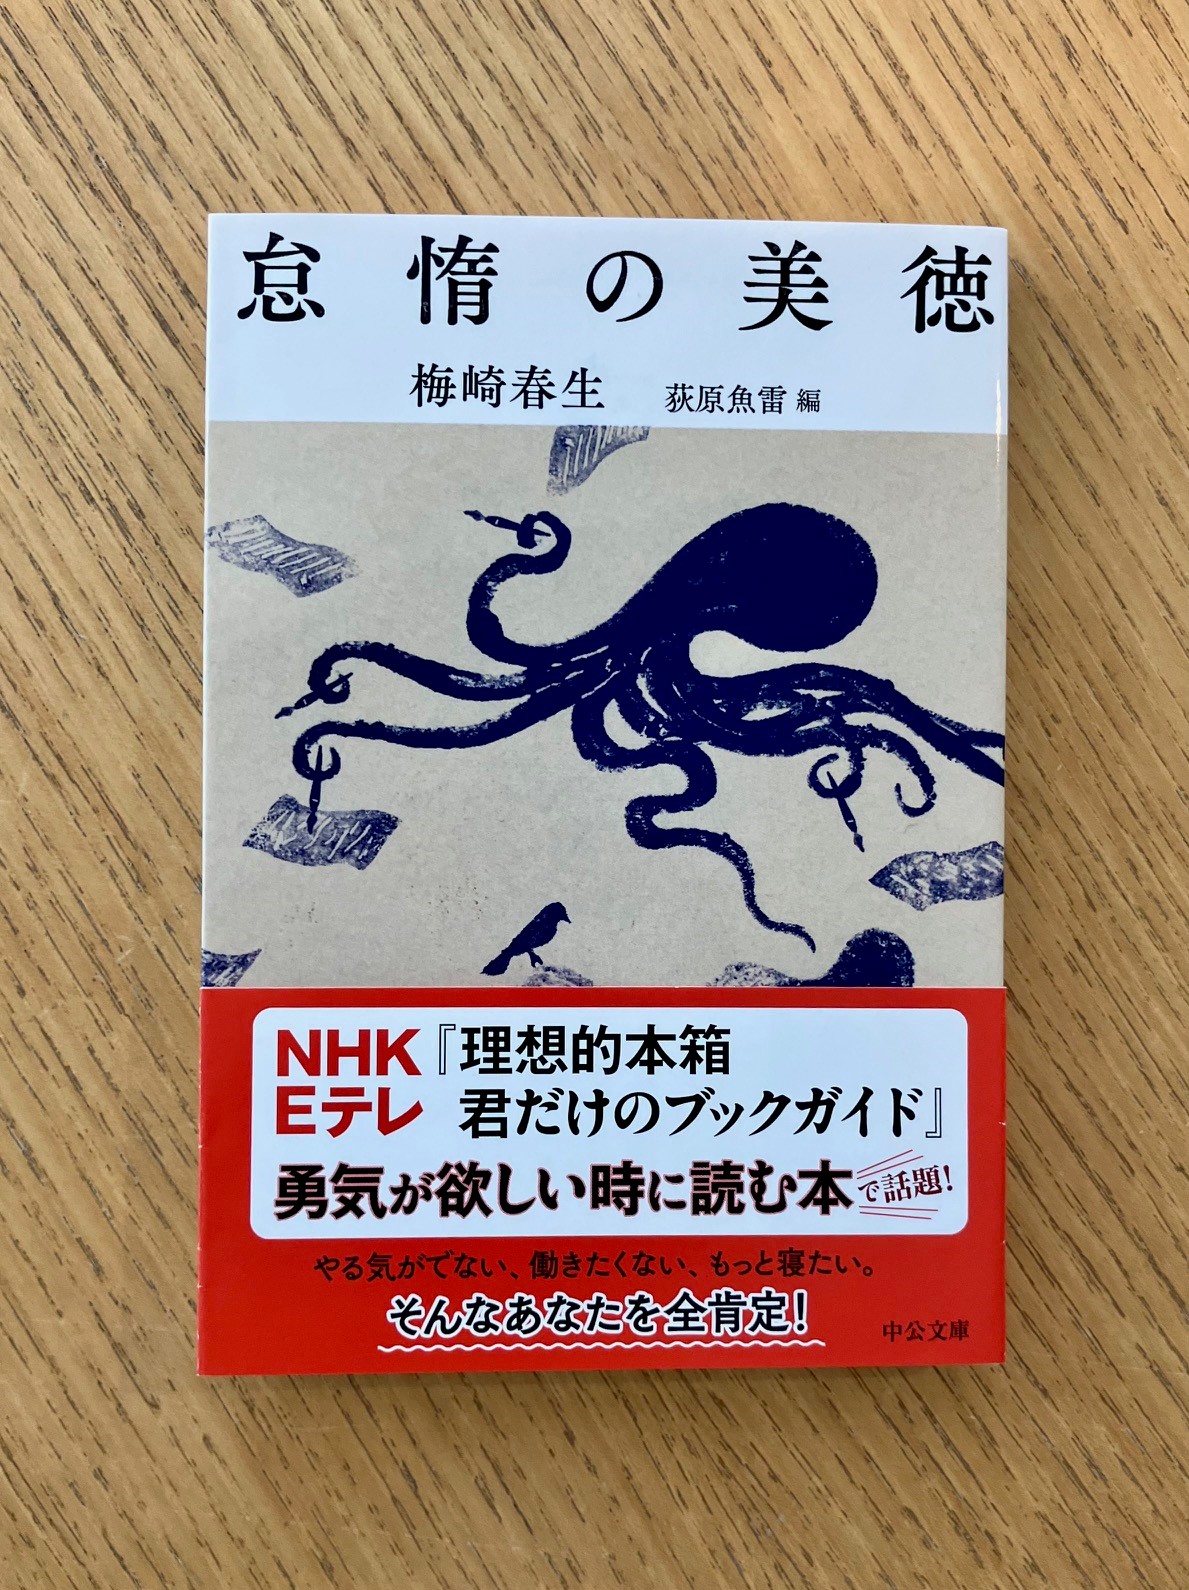 怠惰の美徳
梅崎春生 荻原魚雷 編
NHK
Eテレ
『理想的本箱
君だけのブックガイド』
勇気が欲しい時に読む本で話題！
やる気がでない、働きたくない、もっと寝たい。
そんなあなたを全肯定！
中公文庫